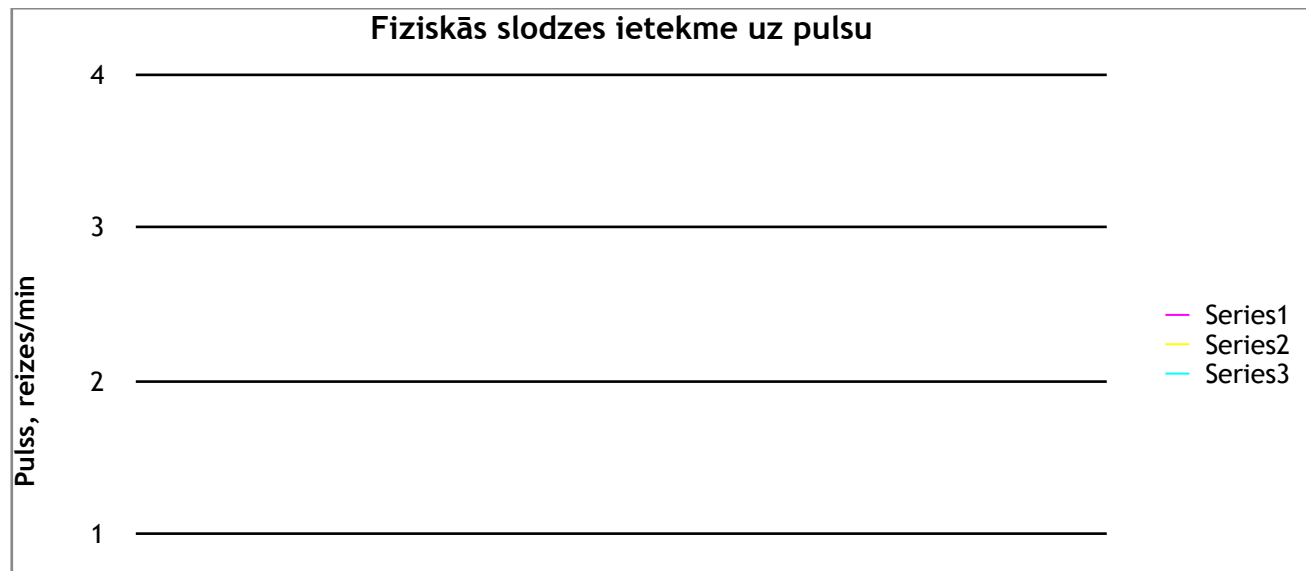 Fiziskās slodzes ietekme uz pulsu
4
3
2
1
Pulss, reizes/min
Series1
Series2
Series3